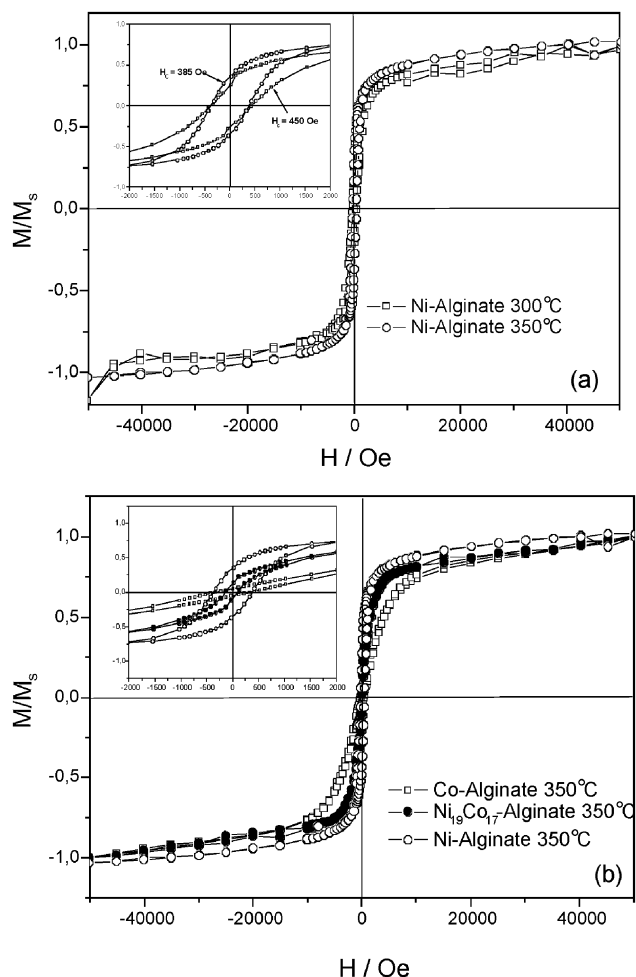 1,0
0,5
0,0
-0,5
-1,0
M/Ms
1,0
0,5
0,0
-0,5
-1,0
Hc = 385 Oe
Hc = 450 Oe
-2000 -1500 -1000 -500 0 500 1000 1500 2000
Ni-Alginate 300°C
Ni-Alginate 350°C
(a)
-40000 -20000 0 20000 40000
H / Oe
1,0
0,5
0,0
-0,5
-1,0
M/Ms
1.0
0.5
0.0
-0.5
-1.0
-2000 -1500 -1000 -500 0 500 1000 1500 2000
Co-Alginate 350°C
Ni19Co17-Alginate 350°C
Ni-Alginate 350°C
(b)
-40000 -20000 0 20000 40000
H / Oe